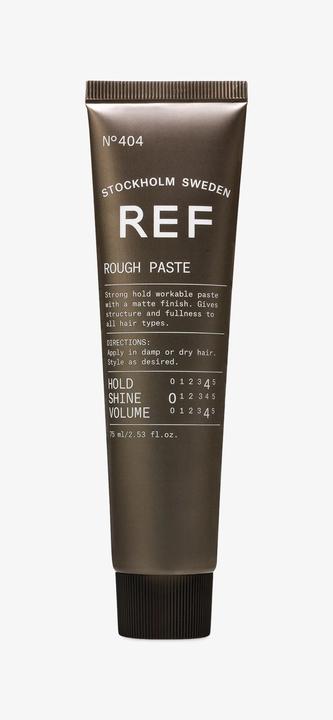 Nº404
STOCKHOLM SWEDEN
REF
ROUGH PASTE
Strong hold workable paste
with a matte finish. Gives
structure and fullness to
all hair types.
DIRECTIONS:
Apply in damp or dry hair.
Style as desired.
HOLD 0 1 2 3 4 5
SHINE 0 1 2 3 4 5
VOLUME 0 1 2 3 4 5
75 ml/2.53 fl.oz.